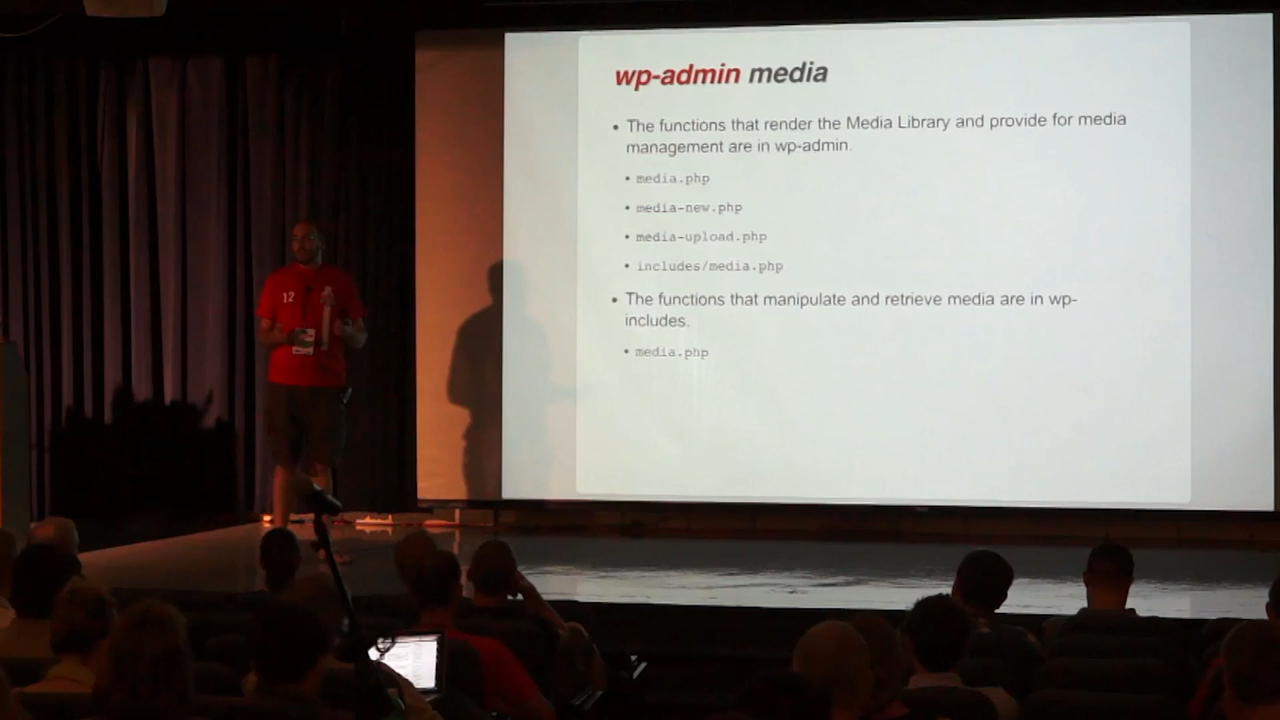 wp-admin media
• The functions that render the Media Library and provide for media
management are in wp-admin.
• media.php
• media-new.php
• media-upload.php
• includes/media.php
• The functions that manipulate and retrieve media are in wp-
includes.
• media.php
12